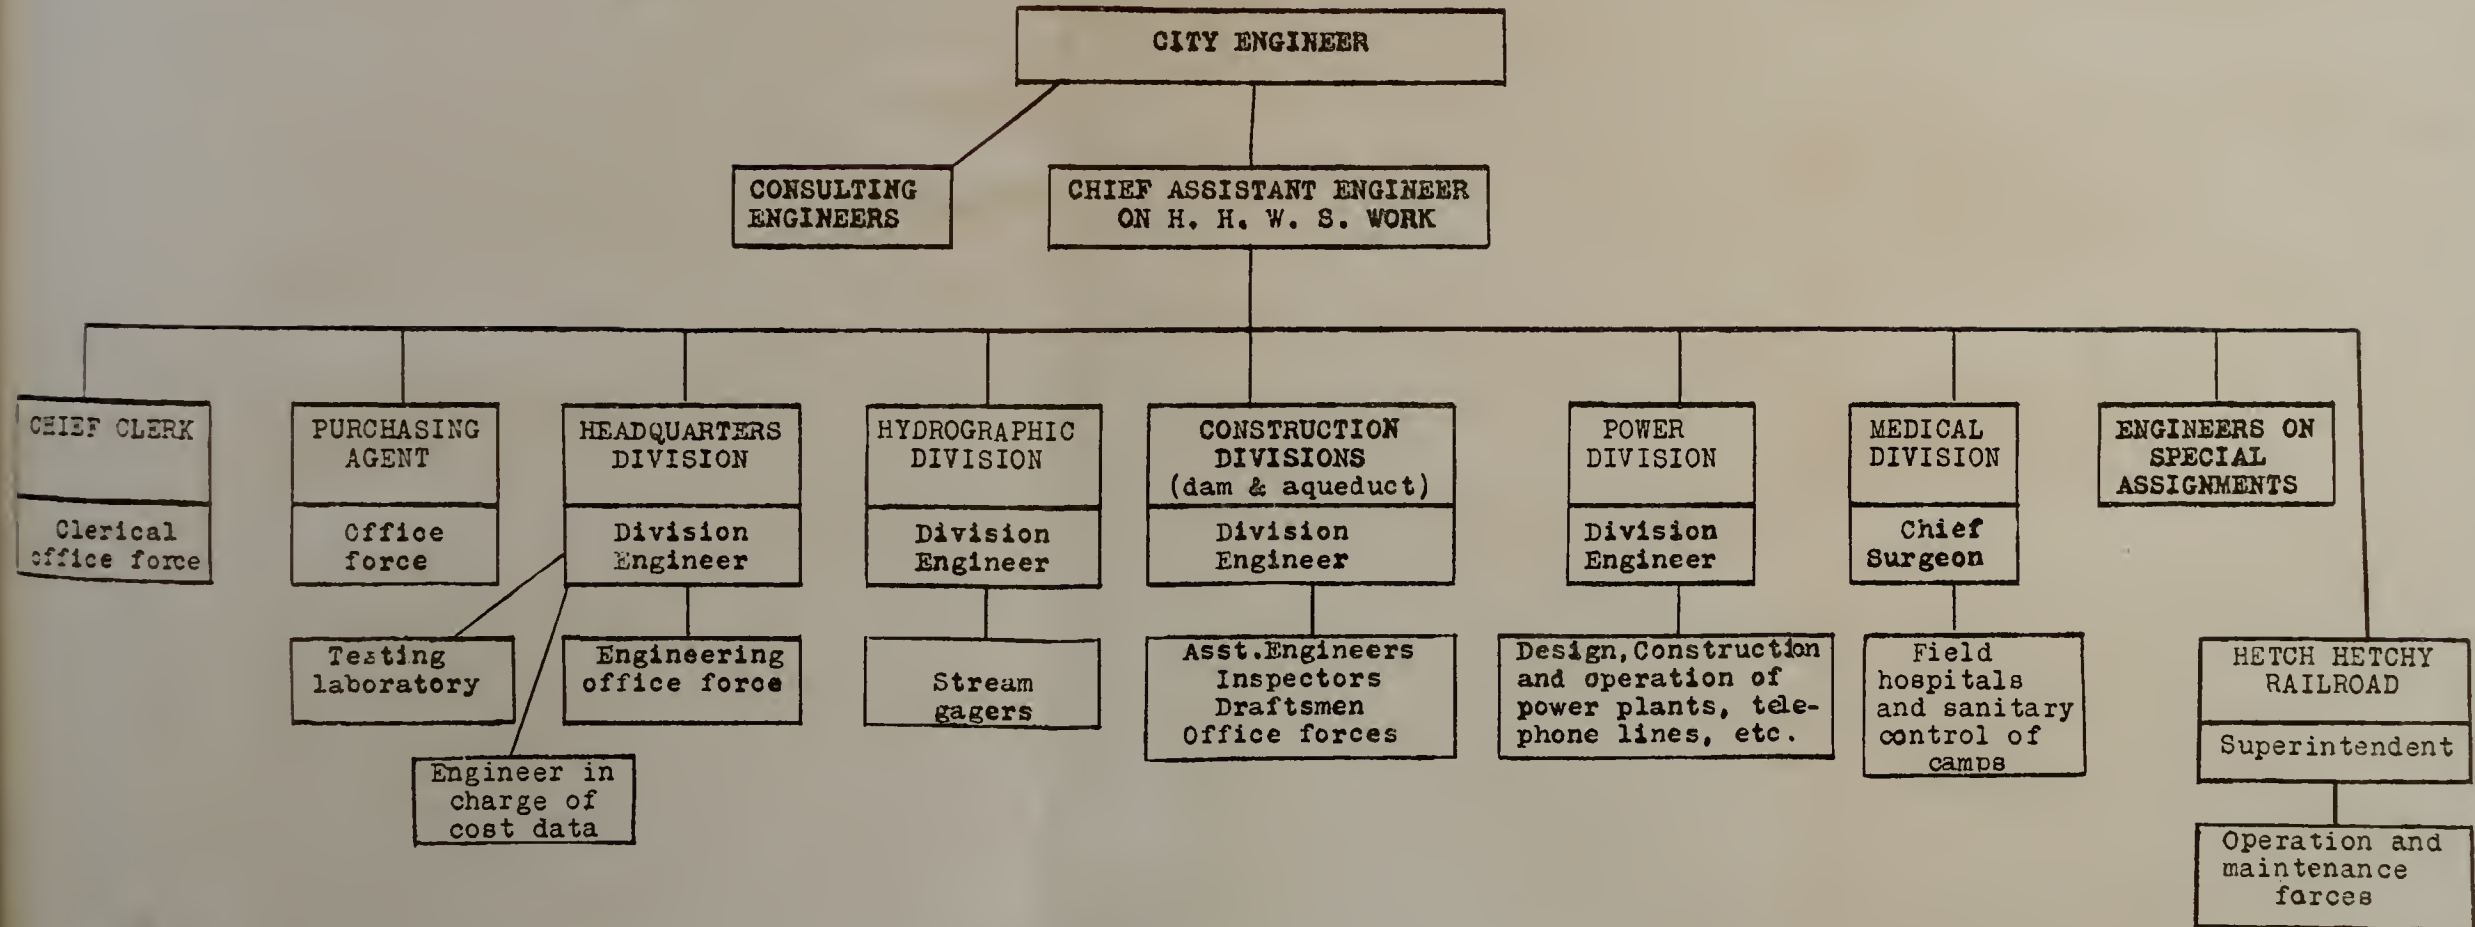 CITY ENGINEER
CONSULTING
ENGINEERS
CHIEF ASSISTANT ENGINEER
ON H. H. W. S. WORK
CHIEF CLERK
Clerical
office force
PURCHASING
AGENT
Office
force
HEADQUARTERS
DIVISION
Division
Engineer
Testing
laboratory
Engineering
office force
Engineer in
charge of
cost data
HYDROGRAPHIC
DIVISION
Division
Engineer
Stream
gagers
CONSTRUCTION
DIVISIONS
(dam & aqueduct)
Division
Engineer
Asst.Engineers
Inspectors
Draftsmen
Office forces
POWER
DIVISION
Division
Engineer
Design,Construction
and operation of
power plants, tele-
phone lines, etc.
MEDICAL
DIVISION
Chief
Surgeon
Field
hospitals
and sanitary
control of
camps
ENGINEERS ON
SPECIAL
ASSIGNMENTS
HETCH HETCHY
RAILROAD
Superintendent
Operation and
maintenance
forces